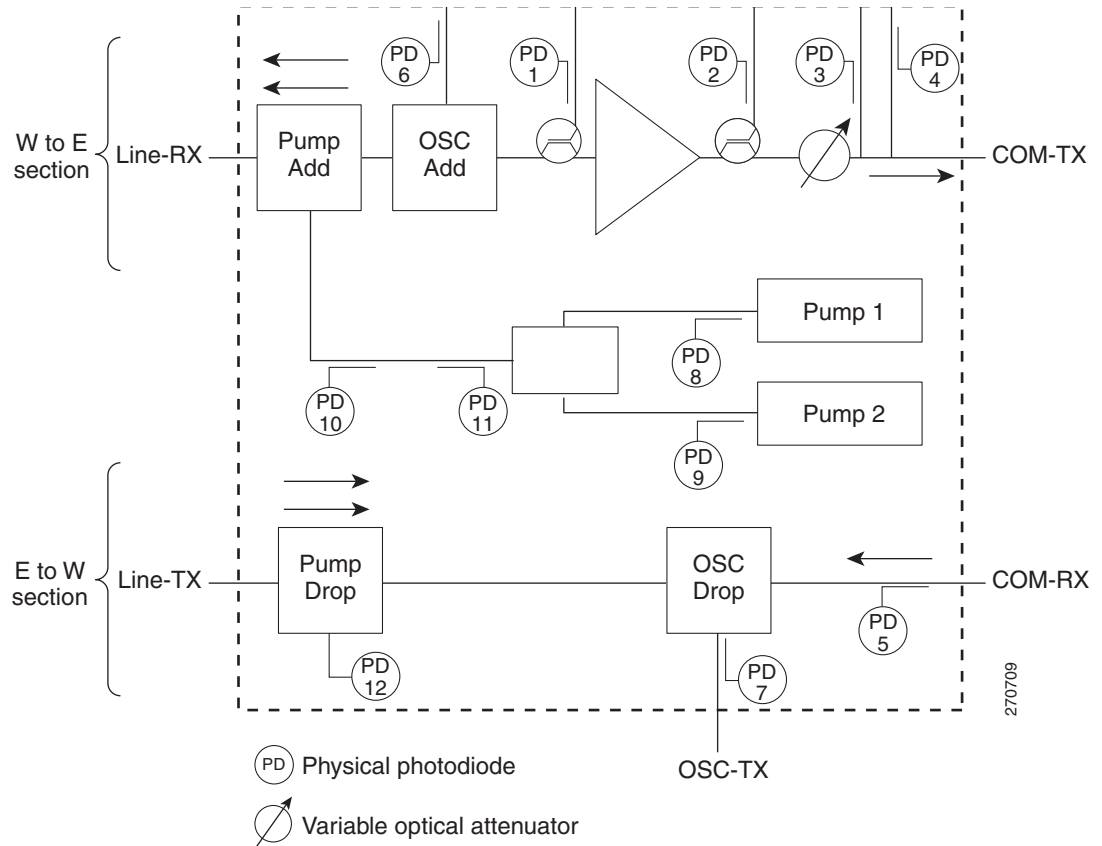 PD
6
PD
1
PD
2
PD
3
PD
4
W to E
section
Line-RX
Pump
Add
OSC
Add
COM-TX
Pump 1
PD
8
PD
10
PD
11
Pump 2
PD
9
E to W
section
Line-TX
Pump
Drop
OSC
Drop
COM-RX
PD
5
PD
12
PD
7
270709
OSC-TX
PD Physical photodiode
Variable optical attenuator